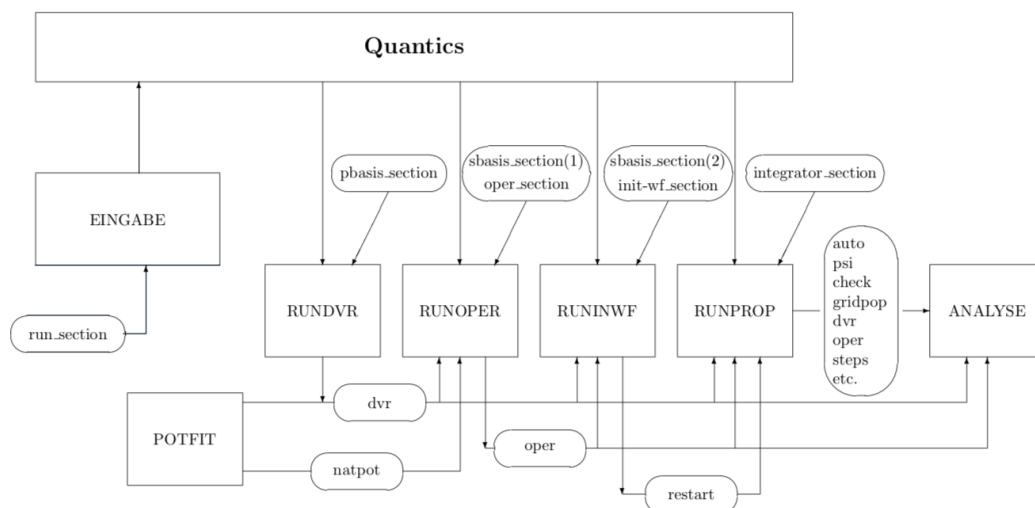 Quantics
pbasis_section
sbasis_section(1)
oper_section
sbasis_section(2)
init-wf_section
integrator_section
EINGABE
run_section
RUNDVR
RUNOPER
RUNINWF
RUNPROP
auto
psi
check
gridpop
dvr
oper
steps
etc.
ANALYSE
POTFIT
dvr
natpot
oper
restart